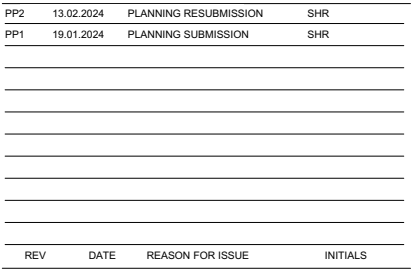 PP2 13.02.2024 PLANNING RESUBMISSION SHR
PP1 19.01.2024 PLANNING SUBMISSION SHR
REV DATE REASON FOR ISSUE INITIALS